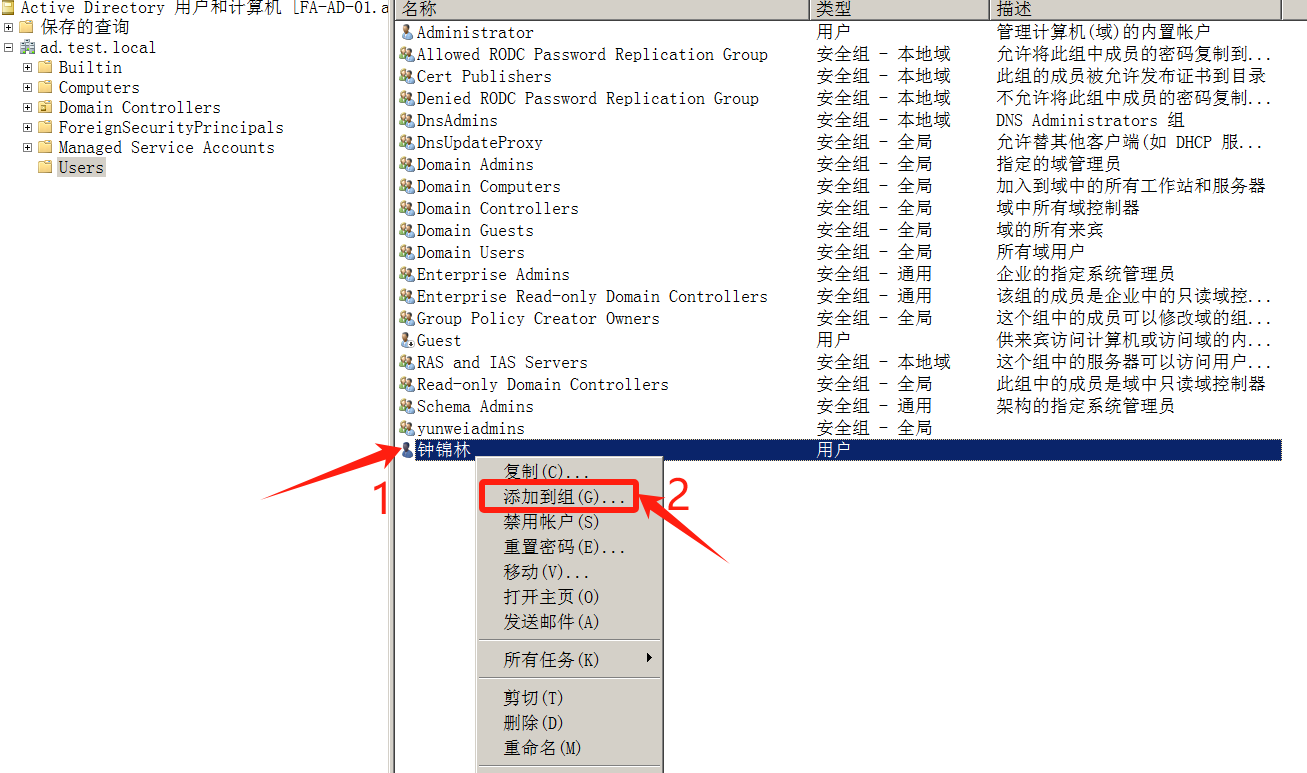 Active Directory 用户和计算机 [FA-AD-01.a
保存的查询
ad.test.local
Builtin
Computers
Domain Controllers
ForeignSecurityPrincipals
Managed Service Accounts
Users
名称 类型 描述
Administrator 用户 管理计算机(域)的内置帐户
Allowed RODC Password Replication Group 安全组 - 本地域 允许将此组中成员的密码复制到...
Cert Publishers 安全组 - 本地域 此组的成员被允许发布证书到目录
Denied RODC Password Replication Group 安全组 - 本地域 不允许将此组中成员的密码复制...
DnsAdmins 安全组 - 本地域 DNS Administrators 组
DnsUpdateProxy 安全组 - 全局 允许替其他客户端(如 DHCP 服...
Domain Admins 安全组 - 全局 指定的域管理员
Domain Computers 安全组 - 全局 加入到域中的所有工作站和服务器
Domain Controllers 安全组 - 全局 域中所有域控制器
Domain Guests 安全组 - 全局 域的所有来宾
Domain Users 安全组 - 全局 所有域用户
Enterprise Admins 安全组 - 通用 企业的指定系统管理员
Enterprise Read-only Domain Controllers 安全组 - 通用 该组的成员是企业中的只读域控...
Group Policy Creator Owners 安全组 - 全局 这个组中的成员可以修改域的组...
Guest 用户 供来宾访问计算机或访问域的内...
RAS and IAS Servers 安全组 - 本地域 这个组中的服务器可以访问用户...
Read-only Domain Controllers 安全组 - 全局 此组中的成员是域中只读域控制器
Schema Admins 安全组 - 通用 架构的指定系统管理员
yunweiadmins 安全组 - 全局
钟锦林 用户
1
2
复制(C)...
添加到组(G)...
禁用帐户(S)
重置密码(E)...
移动(V)...
打开主页(O)
发送邮件(A)
所有任务(K)
剪切(T)
删除(D)
重命名(M)